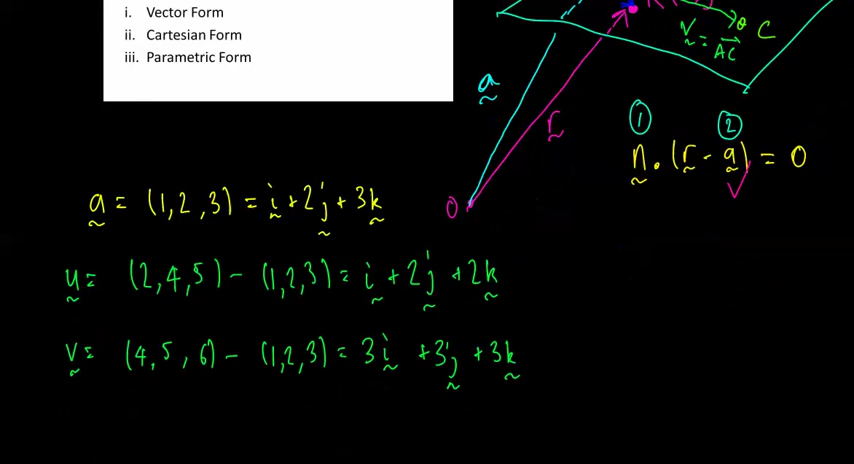 i. Vector Form
ii. Cartesian Form
iii. Parametric Form
v = AC C
a
r
① ②
n . (r - a) = 0
O
a = (1, 2, 3) = i + 2j + 3k
u = (2, 4, 5) - (1, 2, 3) = i + 2j + 2k
v = (4, 5, 6) - (1, 2, 3) = 3i + 3j + 3k